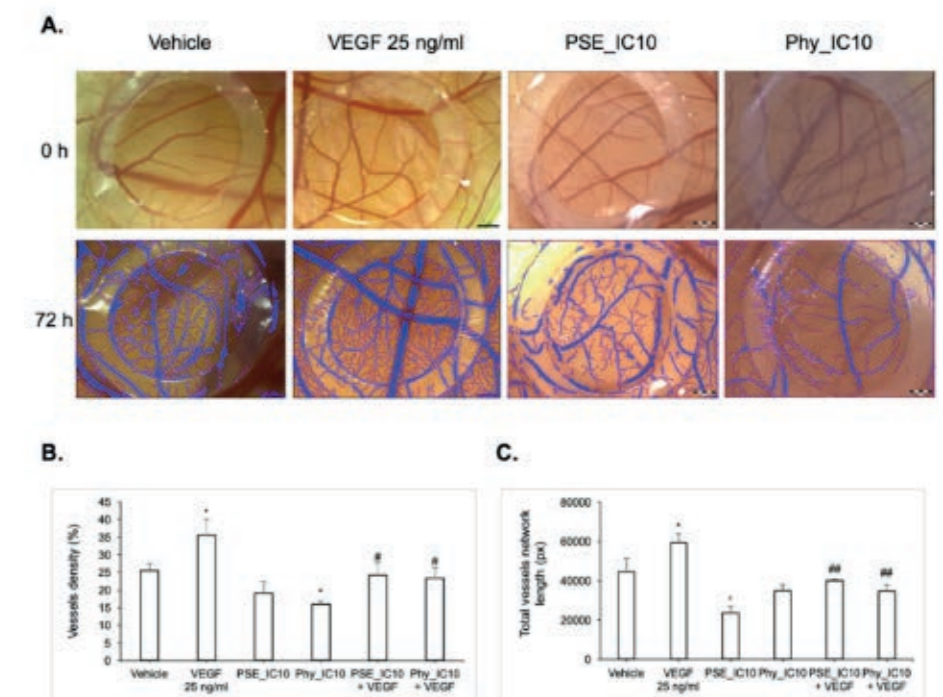 A.
Vehicle VEGF 25 ng/ml PSE_IC10 Phy_IC10
0 h
72 h
B.
Vessels density (%)
45
40
35
30
25
20
15
10
5
0
* * # #
Vehicle VEGF 25 ng/ml PSE_IC10 Phy_IC10 PSE_IC10 + VEGF Phy_IC10 + VEGF
C.
Total vessels network
length (px)
80000
60000
40000
20000
0
* * ## ##
Vehicle VEGF 25 ng/ml PSE_IC10 Phy_IC10 PSE_IC10 + VEGF Phy_IC10 VEGF